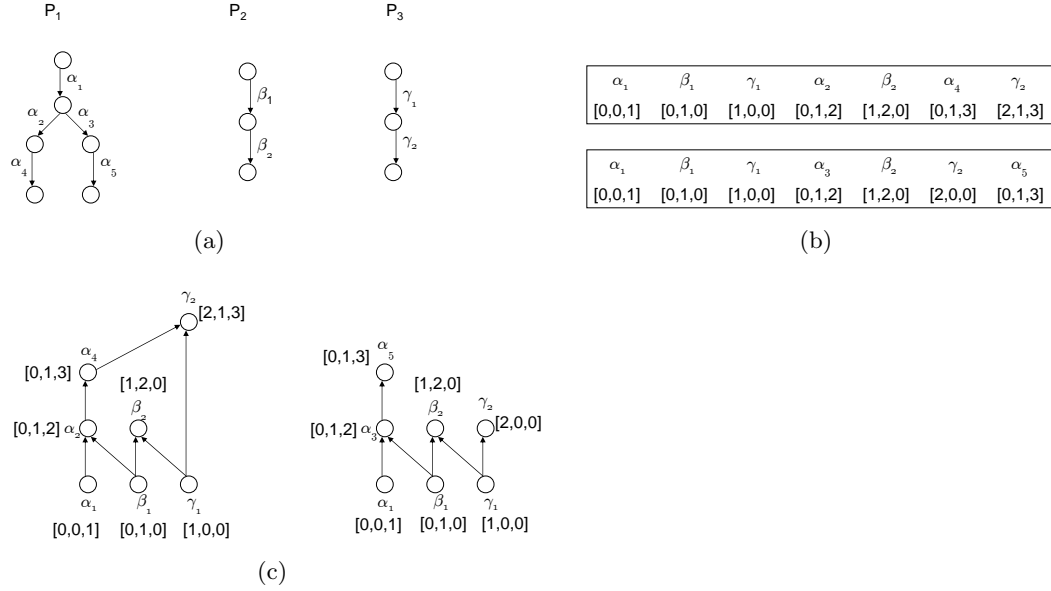 P₁ P₂ P₃
α₁
α₂ α₃
α₄ α₅
β₁
β₂
γ₁
γ₂
(a)
α₁ β₁ γ₁ α₂ β₂ α₄ γ₂
[0,0,1] [0,1,0] [1,0,0] [0,1,2] [1,2,0] [0,1,3] [2,1,3]
α₁ β₁ γ₁ α₃ β₂ γ₂ α₅
[0,0,1] [0,1,0] [1,0,0] [0,1,2] [1,2,0] [2,0,0] [0,1,3]
(b)
γ₂
[2,1,3]
α₄
[0,1,3] [1,2,0]
β₂
[0,1,2] α₂
α₁ β₁ γ₁
[0,0,1] [0,1,0] [1,0,0]
α₅
[0,1,3] [1,2,0]
β₂ γ₂
[0,1,2] α₃ [2,0,0]
α₁ β₁ γ₁
[0,0,1] [0,1,0] [1,0,0]
(c)